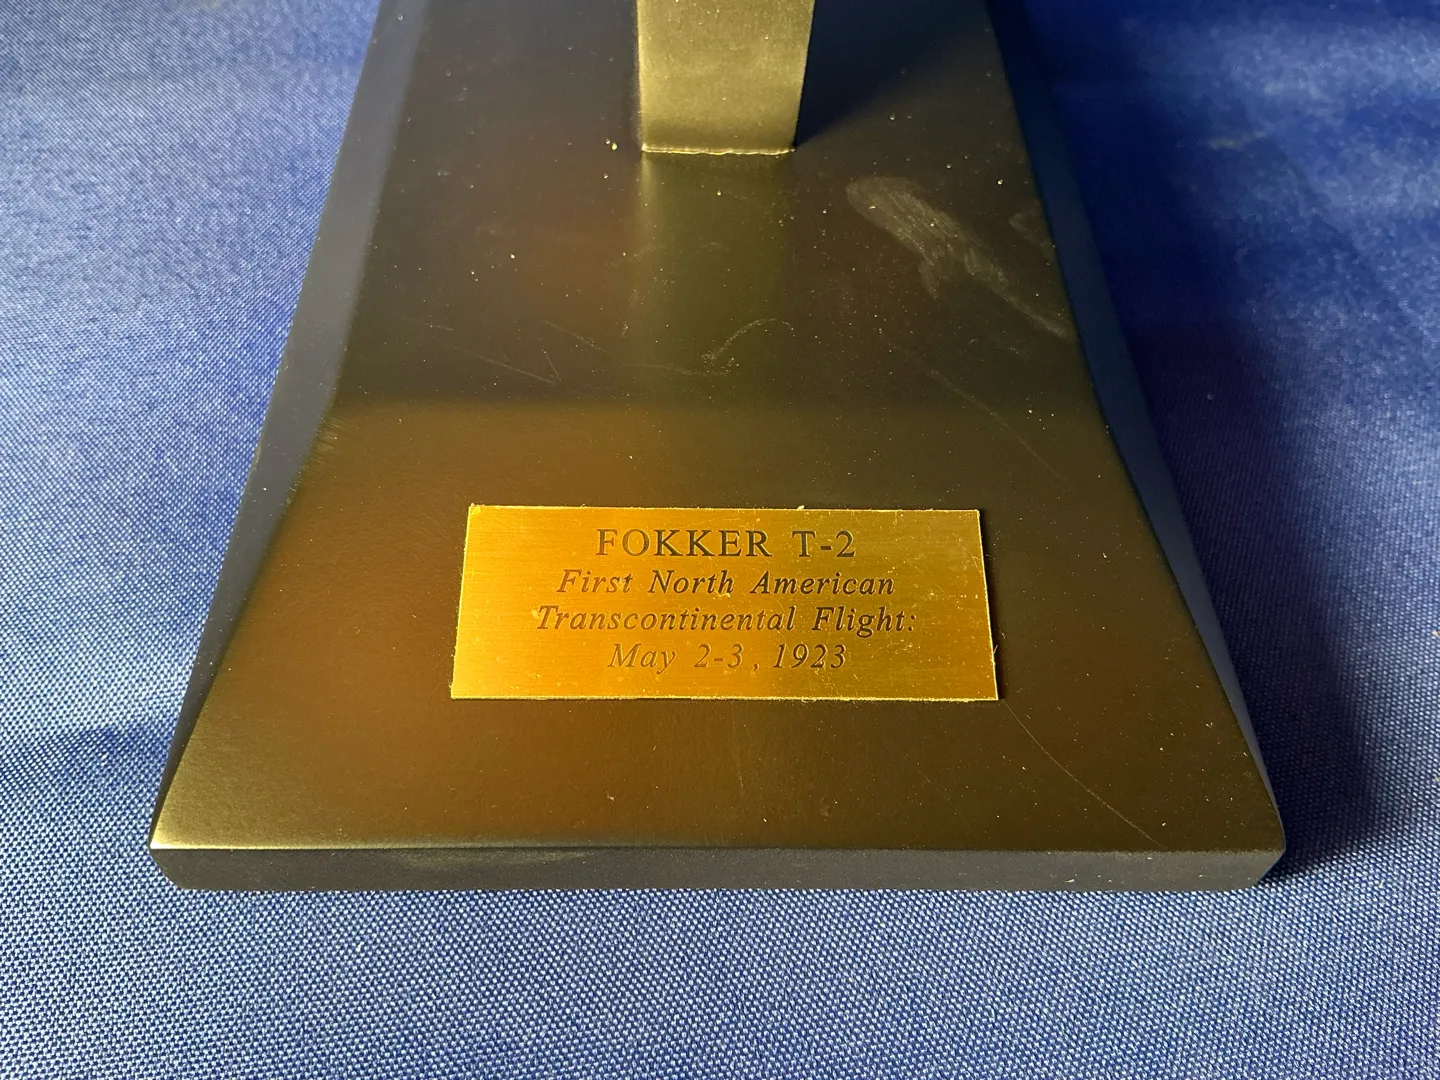 FOKKER T-2
First North American
Transcontinental Flight:
May 2-3, 1923